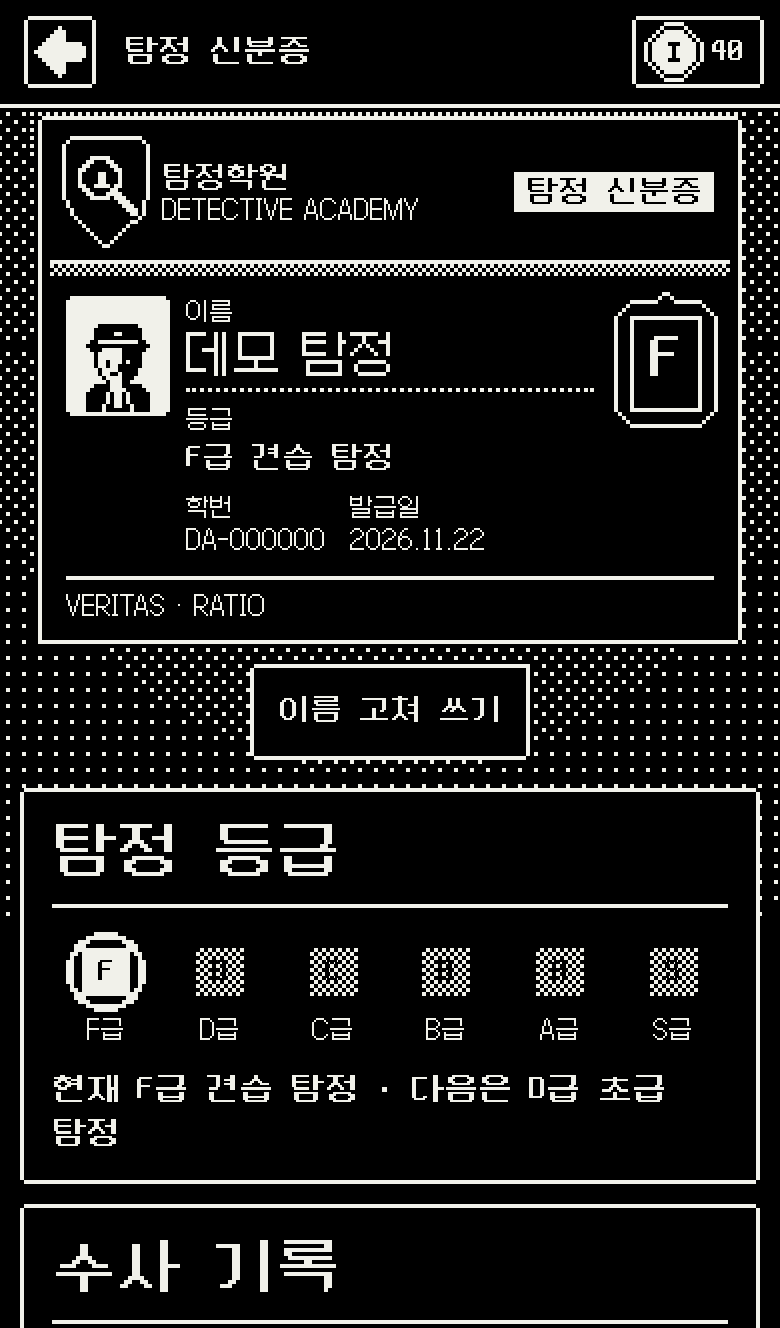 탐정 신분증
I 40
탐정학원
DETECTIVE ACADEMY
탐정 신분증
이름
데모 탐정
F
등급
F급 견습 탐정
학번 발급일
DA-000000 2026.11.22
VERITAS · RATIO
이름 고쳐 쓰기
탐정 등급
F D C B A S
F급 D급 C급 B급 A급 S급
현재 F급 견습 탐정 · 다음은 D급 초급
탐정
수사 기록